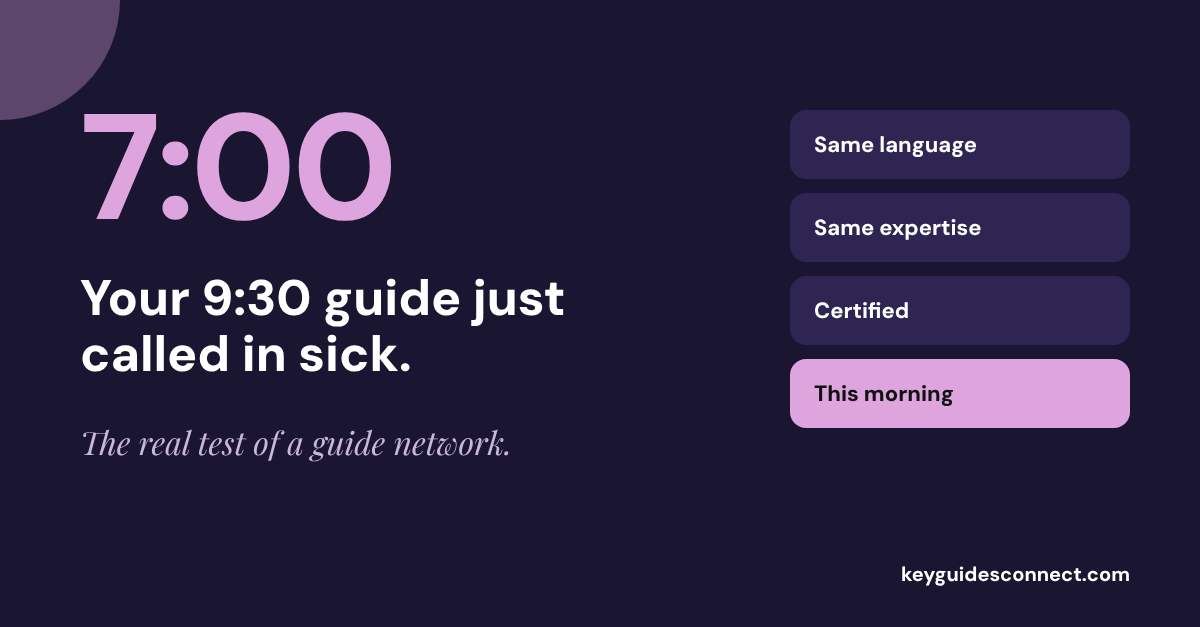 7:00
Your 9:30 guide just
called in sick.
The real test of a guide network.
Same language
Same expertise
Certified
This morning
keyguidesconnect.com